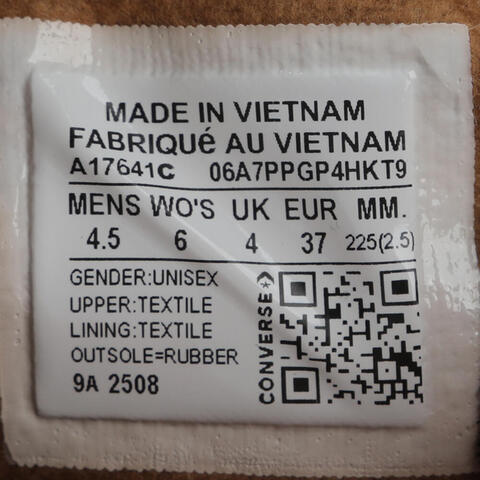 MADE IN VIETNAM
FABRIQUé AU VIETNAM
A17641C 06A7PPGP4HKT9
MENS WO'S UK EUR MM.
4.5 6 4 37 225(2.5)
GENDER:UNISEX
UPPER:TEXTILE
LINING:TEXTILE
OUTSOLE=RUBBER
9A 2508
CONVERSE